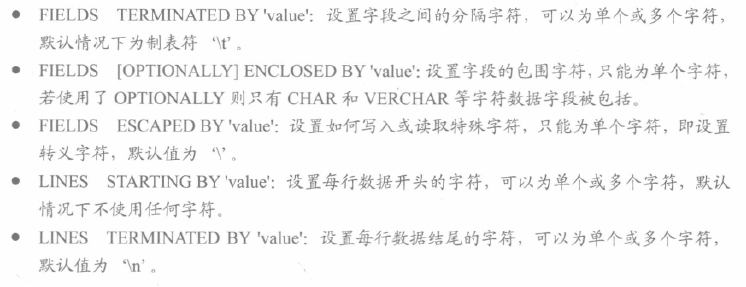 ● FIELDS TERMINATED BY 'value': 设置字段之间的分隔字符，可以为单个或多个字符，
默认情况下为制表符 '\t'。
● FIELDS [OPTIONALLY] ENCLOSED BY 'value': 设置字段的包围字符，只能为单个字符，
若使用了 OPTIONALLY 则只有 CHAR 和 VERCHAR 等字符数据字段被包括。
● FIELDS ESCAPED BY 'value': 设置如何写入或读取特殊字符，只能为单个字符，即设置
转义字符，默认值为 '\'。
● LINES STARTING BY 'value': 设置每行数据开头的字符，可以为单个或多个字符，默认
情况下不使用任何字符。
● LINES TERMINATED BY 'value': 设置每行数据结尾的字符，可以为单个或多个字符，
默认值为 '\n'。